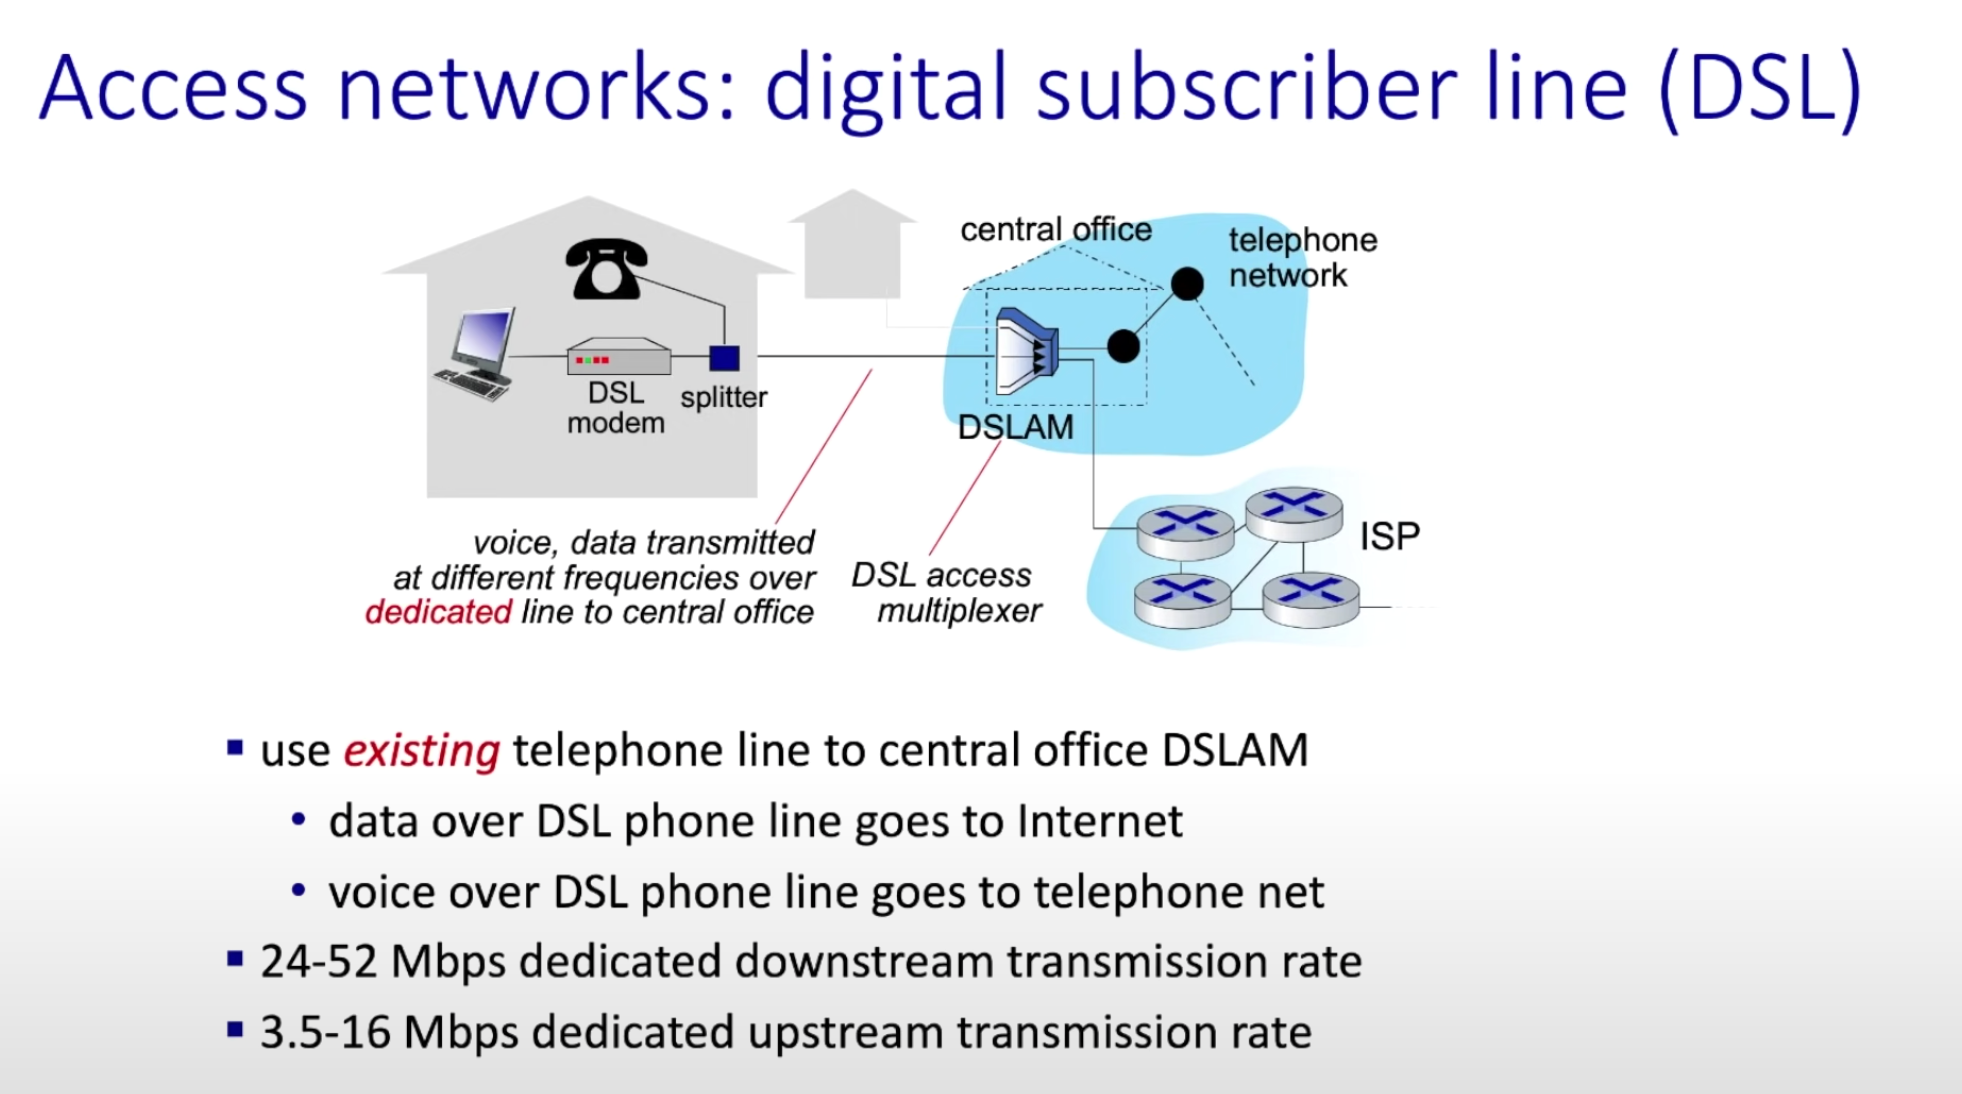 Access networks: digital subscriber line (DSL)
central office
telephone
network
DSL
modem
splitter
DSLAM
voice, data transmitted
at different frequencies over
dedicated line to central office
DSL access
multiplexer
ISP
use existing telephone line to central office DSLAM
data over DSL phone line goes to Internet
voice over DSL phone line goes to telephone net
24-52 Mbps dedicated downstream transmission rate
3.5-16 Mbps dedicated upstream transmission rate